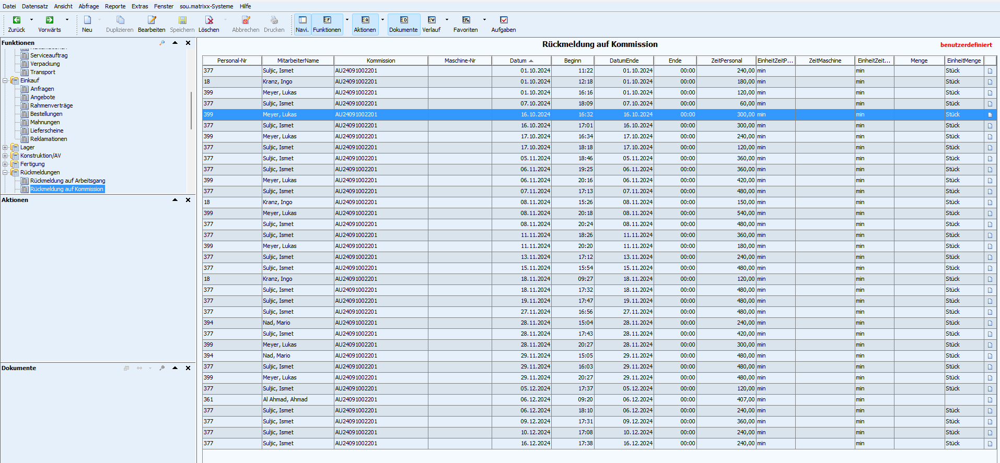 Datei Datensatz Ansicht Abfrage Reporte Extras Fenster sou.matrixx-Systeme Hilfe
Zurück Vorwärts Neu Duplizieren Bearbeiten Speichern Löschen Abbrechen Drucken Navi. Funktionen Aktionen Dokumente Verlauf Favoriten Aufgaben
Funktionen
Serviceauftrag
Verpackung
Transport
Einkauf
Anfragen
Angebote
Rahmenverträge
Bestellungen
Mahnungen
Lieferscheine
Reklamationen
Lager
Konstruktion/AV
Fertigung
Rückmeldungen
Rückmeldung auf Arbeitsgang
Rückmeldung auf Kommission
Aktionen
Dokumente
Rückmeldung auf Kommission
benutzerdefiniert
Personal-Nr MitarbeiterName Kommission Maschine-Nr Datum Beginn DatumEnde Ende ZeitPersonal EinheitZeitP... ZeitMaschine EinheitZeit... Menge EinheitMenge
377 Suljic, Ismet AU24091002201 01.10.2024 11:22 01.10.2024 00:00 240,00 min min Stück
18 Kranz, Ingo AU24091002201 01.10.2024 12:18 01.10.2024 00:00 180,00 min min Stück
399 Meyer, Lukas AU24091002201 01.10.2024 16:16 01.10.2024 00:00 120,00 min min Stück
377 Suljic, Ismet AU24091002201 07.10.2024 18:09 07.10.2024 00:00 60,00 min min Stück
399 Meyer, Lukas AU24091002201 16.10.2024 16:32 16.10.2024 00:00 300,00 min min Stück
377 Suljic, Ismet AU24091002201 16.10.2024 17:01 16.10.2024 00:00 300,00 min min Stück
399 Meyer, Lukas AU24091002201 17.10.2024 16:34 17.10.2024 00:00 240,00 min min Stück
377 Suljic, Ismet AU24091002201 17.10.2024 18:18 17.10.2024 00:00 120,00 min min Stück
377 Suljic, Ismet AU24091002201 05.11.2024 18:46 05.11.2024 00:00 360,00 min min Stück
377 Suljic, Ismet AU24091002201 06.11.2024 19:25 06.11.2024 00:00 360,00 min min Stück
399 Meyer, Lukas AU24091002201 06.11.2024 20:16 06.11.2024 00:00 420,00 min min Stück
377 Suljic, Ismet AU24091002201 07.11.2024 17:13 07.11.2024 00:00 480,00 min min Stück
18 Kranz, Ingo AU24091002201 08.11.2024 15:26 08.11.2024 00:00 150,00 min min Stück
399 Meyer, Lukas AU24091002201 08.11.2024 20:18 08.11.2024 00:00 540,00 min min Stück
377 Suljic, Ismet AU24091002201 08.11.2024 20:24 08.11.2024 00:00 480,00 min min Stück
377 Suljic, Ismet AU24091002201 11.11.2024 18:26 11.11.2024 00:00 360,00 min min Stück
399 Meyer, Lukas AU24091002201 11.11.2024 20:20 11.11.2024 00:00 180,00 min min Stück
377 Suljic, Ismet AU24091002201 13.11.2024 17:12 13.11.2024 00:00 240,00 min min Stück
377 Suljic, Ismet AU24091002201 15.11.2024 15:54 15.11.2024 00:00 480,00 min min Stück
18 Kranz, Ingo AU24091002201 18.11.2024 09:27 18.11.2024 00:00 120,00 min min Stück
377 Suljic, Ismet AU24091002201 18.11.2024 17:32 18.11.2024 00:00 480,00 min min Stück
377 Suljic, Ismet AU24091002201 19.11.2024 17:47 19.11.2024 00:00 480,00 min min Stück
377 Suljic, Ismet AU24091002201 27.11.2024 16:56 27.11.2024 00:00 480,00 min min Stück
394 Nad, Mario AU24091002201 28.11.2024 15:04 28.11.2024 00:00 240,00 min min Stück
377 Suljic, Ismet AU24091002201 28.11.2024 17:43 28.11.2024 00:00 420,00 min min Stück
399 Meyer, Lukas AU24091002201 28.11.2024 20:27 28.11.2024 00:00 300,00 min min Stück
394 Nad, Mario AU24091002201 29.11.2024 15:05 29.11.2024 00:00 480,00 min min Stück
377 Suljic, Ismet AU24091002201 29.11.2024 16:03 29.11.2024 00:00 480,00 min min Stück
399 Meyer, Lukas AU24091002201 29.11.2024 20:27 29.11.2024 00:00 480,00 min min Stück
377 Suljic, Ismet AU24091002201 05.12.2024 17:37 05.12.2024 00:00 120,00 min min Stück
361 Al Ahmad, Ahmad AU24091002201 06.12.2024 09:20 06.12.2024 00:00 407,00 min min
377 Suljic, Ismet AU24091002201 06.12.2024 18:10 06.12.2024 00:00 240,00 min min Stück
377 Suljic, Ismet AU24091002201 09.12.2024 17:31 09.12.2024 00:00 360,00 min min Stück
377 Suljic, Ismet AU24091002201 10.12.2024 17:08 10.12.2024 00:00 240,00 min min Stück
377 Suljic, Ismet AU24091002201 16.12.2024 17:38 16.12.2024 00:00 240,00 min min Stück